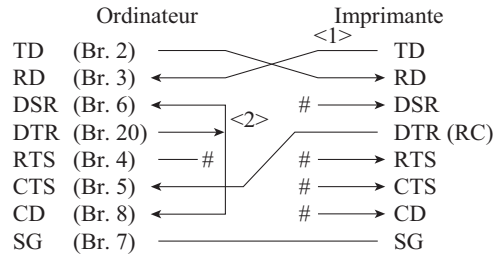 Ordinateur Imprimante
<1>
TD (Br. 2) TD
RD (Br. 3) RD
DSR (Br. 6) # DSR
<2>
DTR (Br. 20) DTR (RC)
RTS (Br. 4) # # RTS
CTS (Br. 5) # CTS
CD (Br. 8) # CD
SG (Br. 7) SG